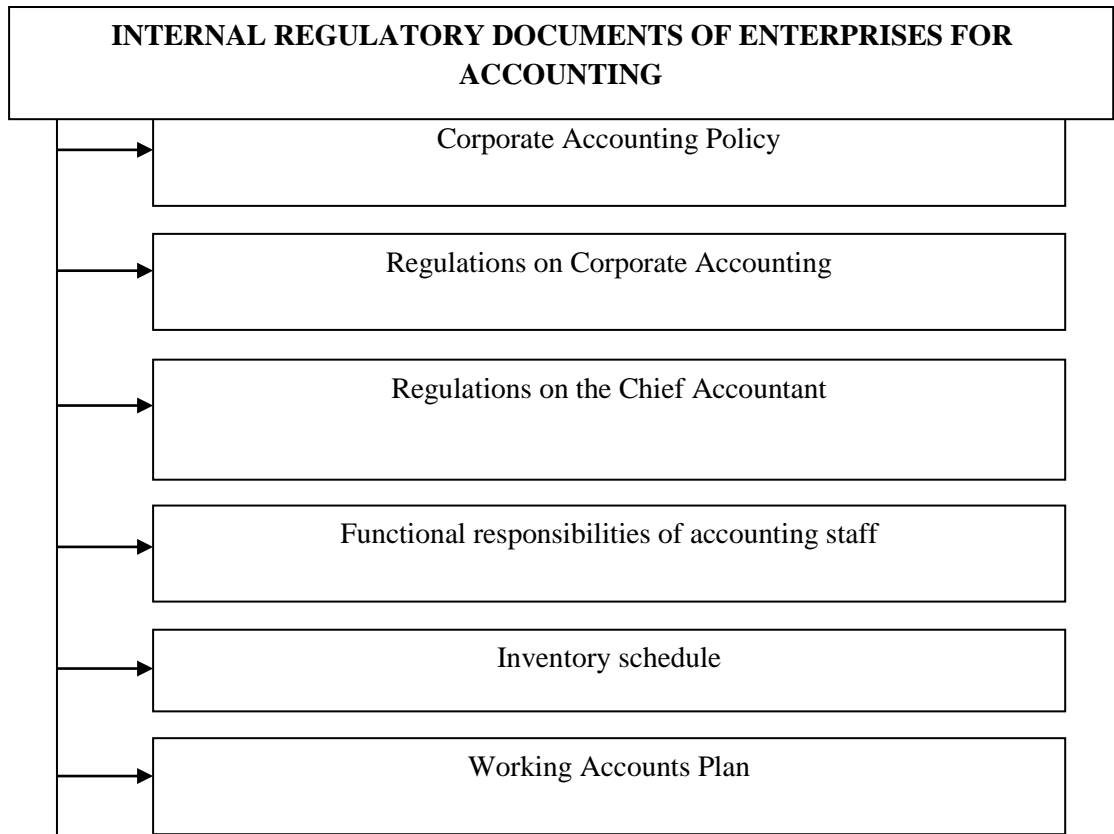 INTERNAL REGULATORY DOCUMENTS OF ENTERPRISES FOR
ACCOUNTING
Corporate Accounting Policy
Regulations on Corporate Accounting
Regulations on the Chief Accountant
Functional responsibilities of accounting staff
Inventory schedule
Working Accounts Plan